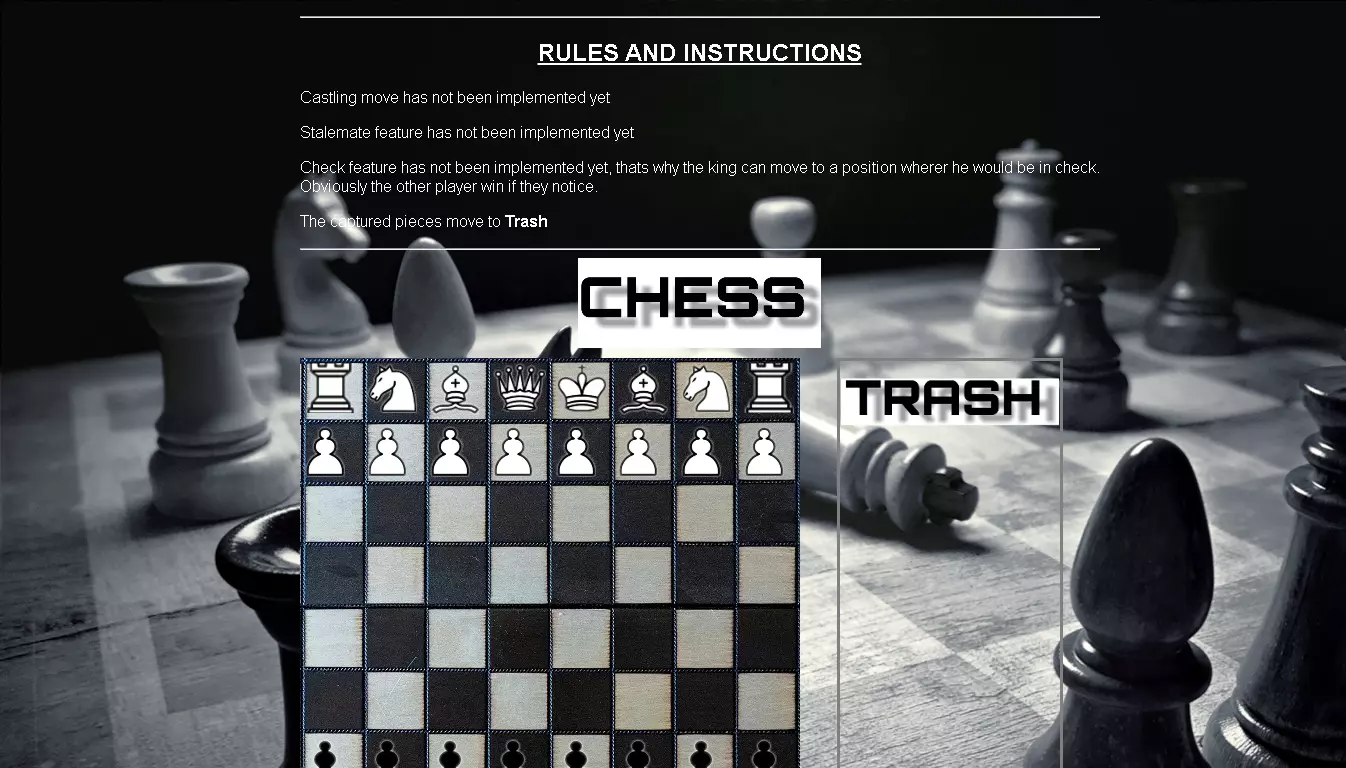 RULES AND INSTRUCTIONS
Castling move has not been implemented yet
Stalemate feature has not been implemented yet
Check feature has not been implemented yet, thats why the king can move to a position wherer he would be in check.
Obviously the other player win if they notice.
The captured pieces move to Trash
CHESS
TRASH